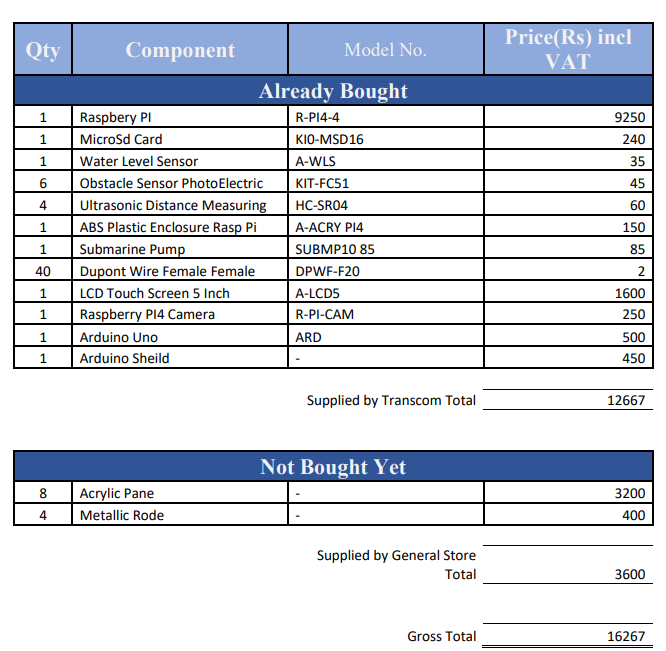 Qty Component Model No. Price(Rs) incl
VAT
Already Bought
1 Raspbery PI R-PI4-4 9250
1 MicroSd Card KI0-MSD16 240
1 Water Level Sensor A-WLS 35
6 Obstacle Sensor PhotoElectric KIT-FC51 45
4 Ultrasonic Distance Measuring HC-SR04 60
1 ABS Plastic Enclosure Rasp Pi A-ACRY PI4 150
1 Submarine Pump SUBMP10 85 85
40 Dupont Wire Female Female DPWF-F20 2
1 LCD Touch Screen 5 Inch A-LCD5 1600
1 Raspberry PI4 Camera R-PI-CAM 250
1 Arduino Uno ARD 500
1 Arduino Sheild - 450
Supplied by Transcom Total 12667
Not Bought Yet
8 Acrylic Pane - 3200
4 Metallic Rode - 400
Supplied by General Store
Total 3600
Gross Total 16267